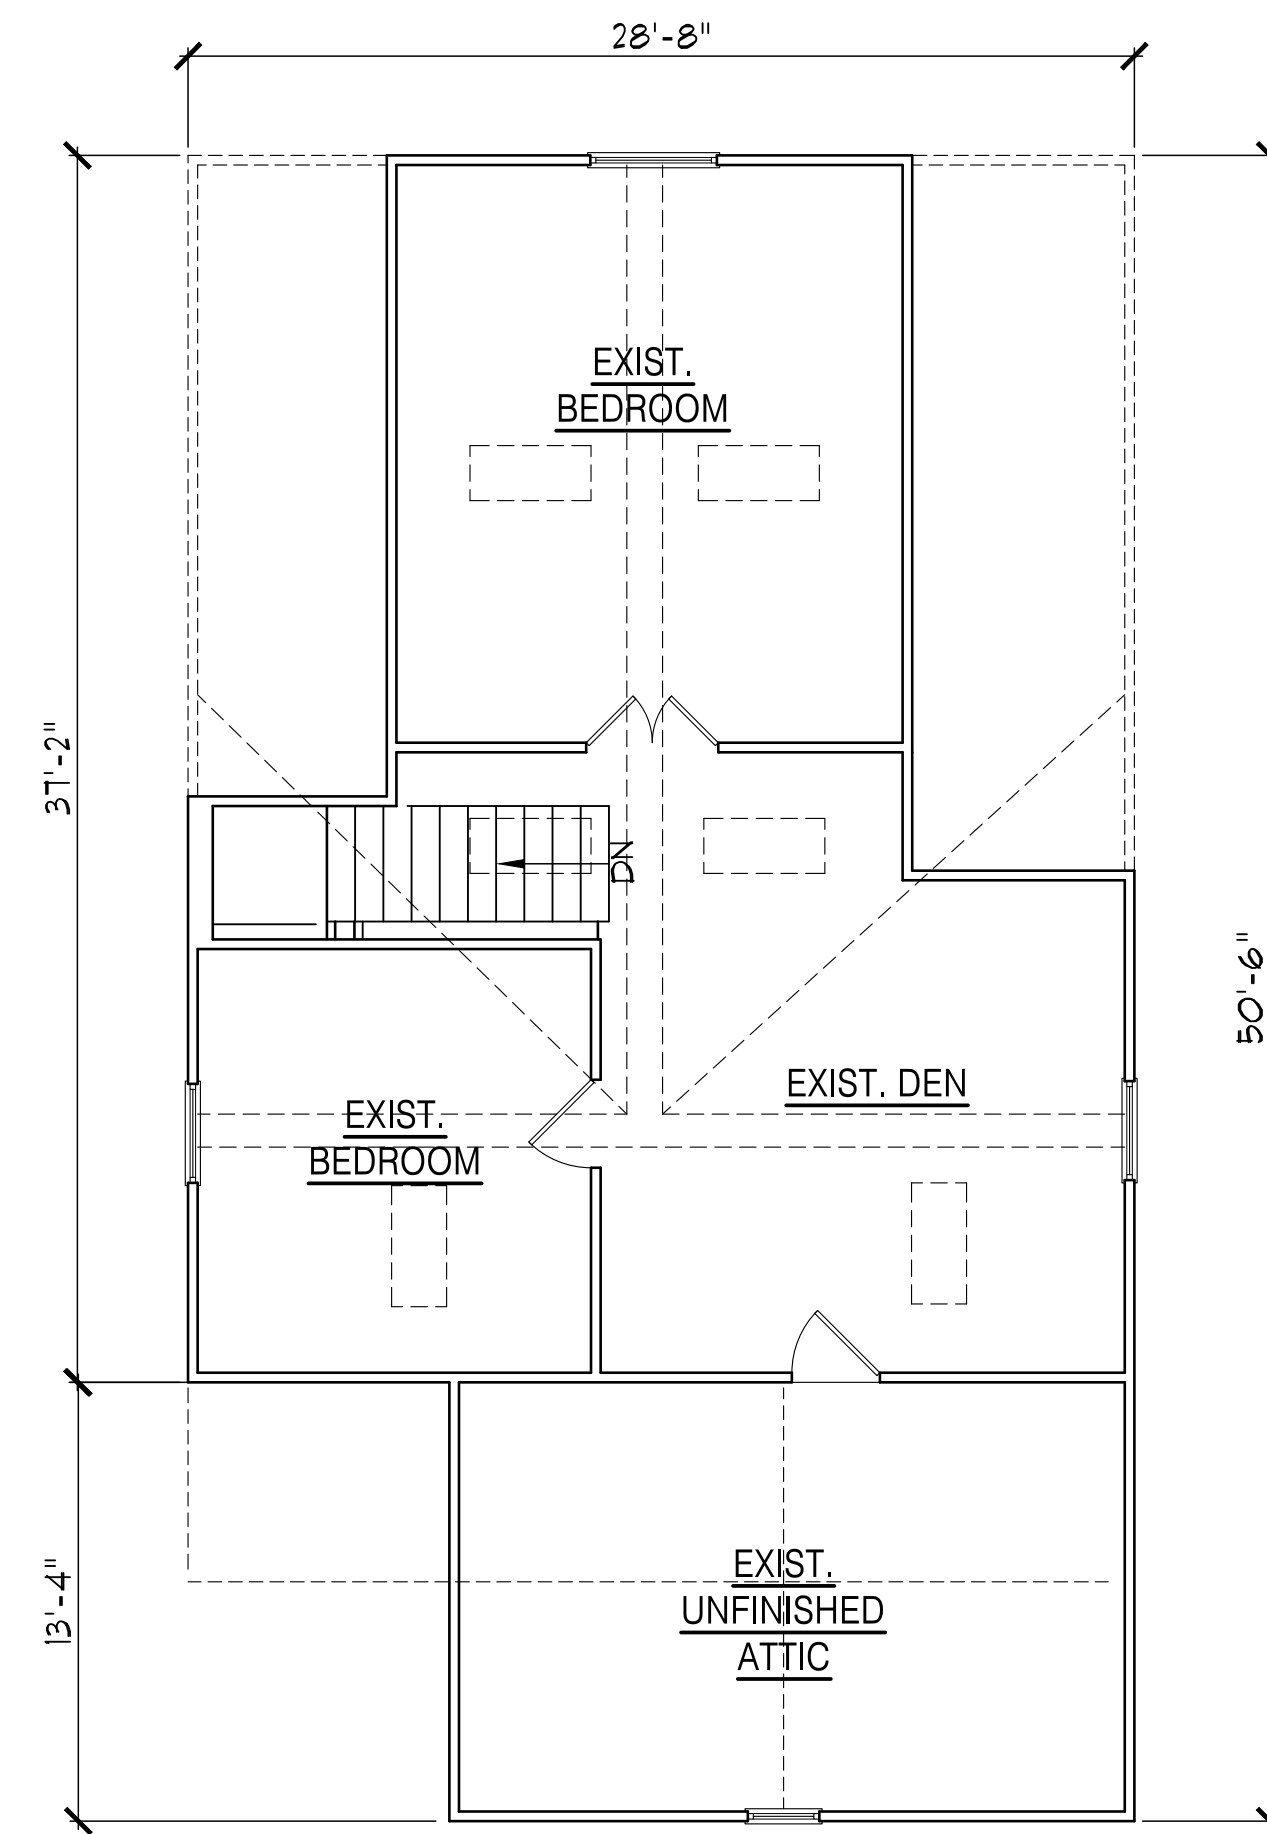 28'-8"
EXIST.
BEDROOM
37'-2"
DN
50'-6"
EXIST. DEN
EXIST.
BEDROOM
13'-4"
EXIST.
UNFINISHED
ATTIC